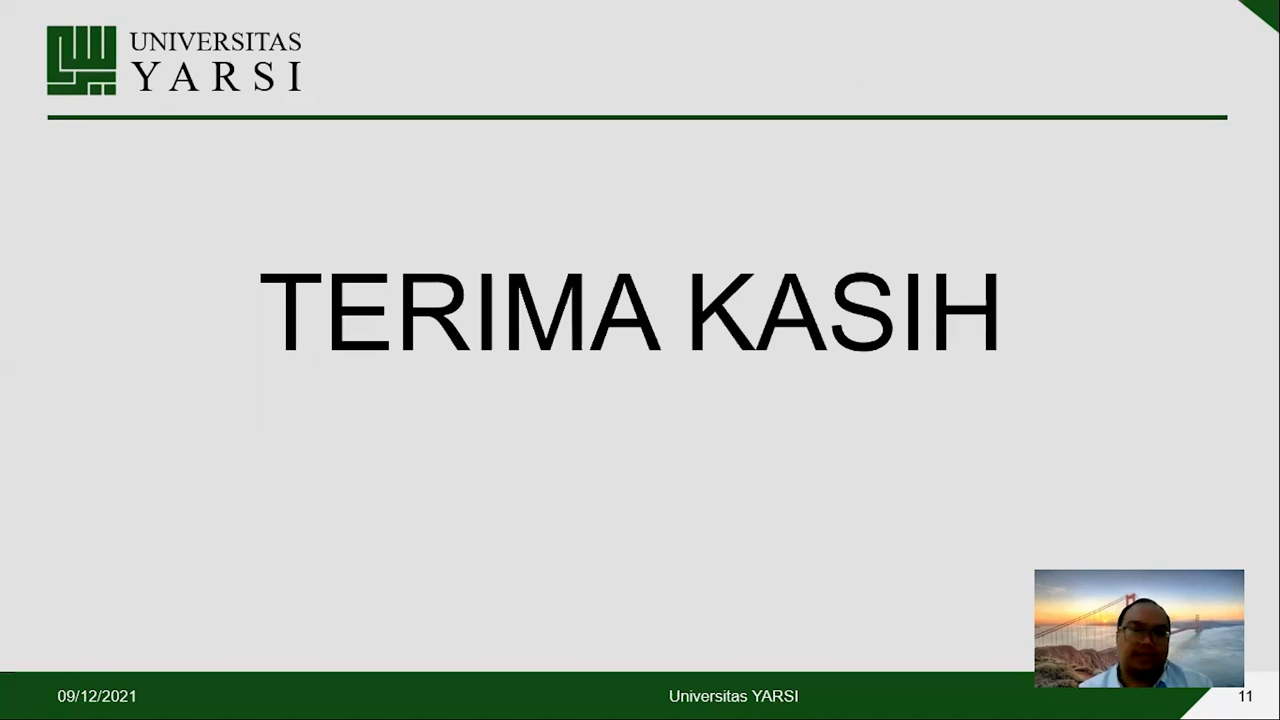 UNIVERSITAS
YARSI
TERIMA KASIH
09/12/2021
Universitas YARSI
11